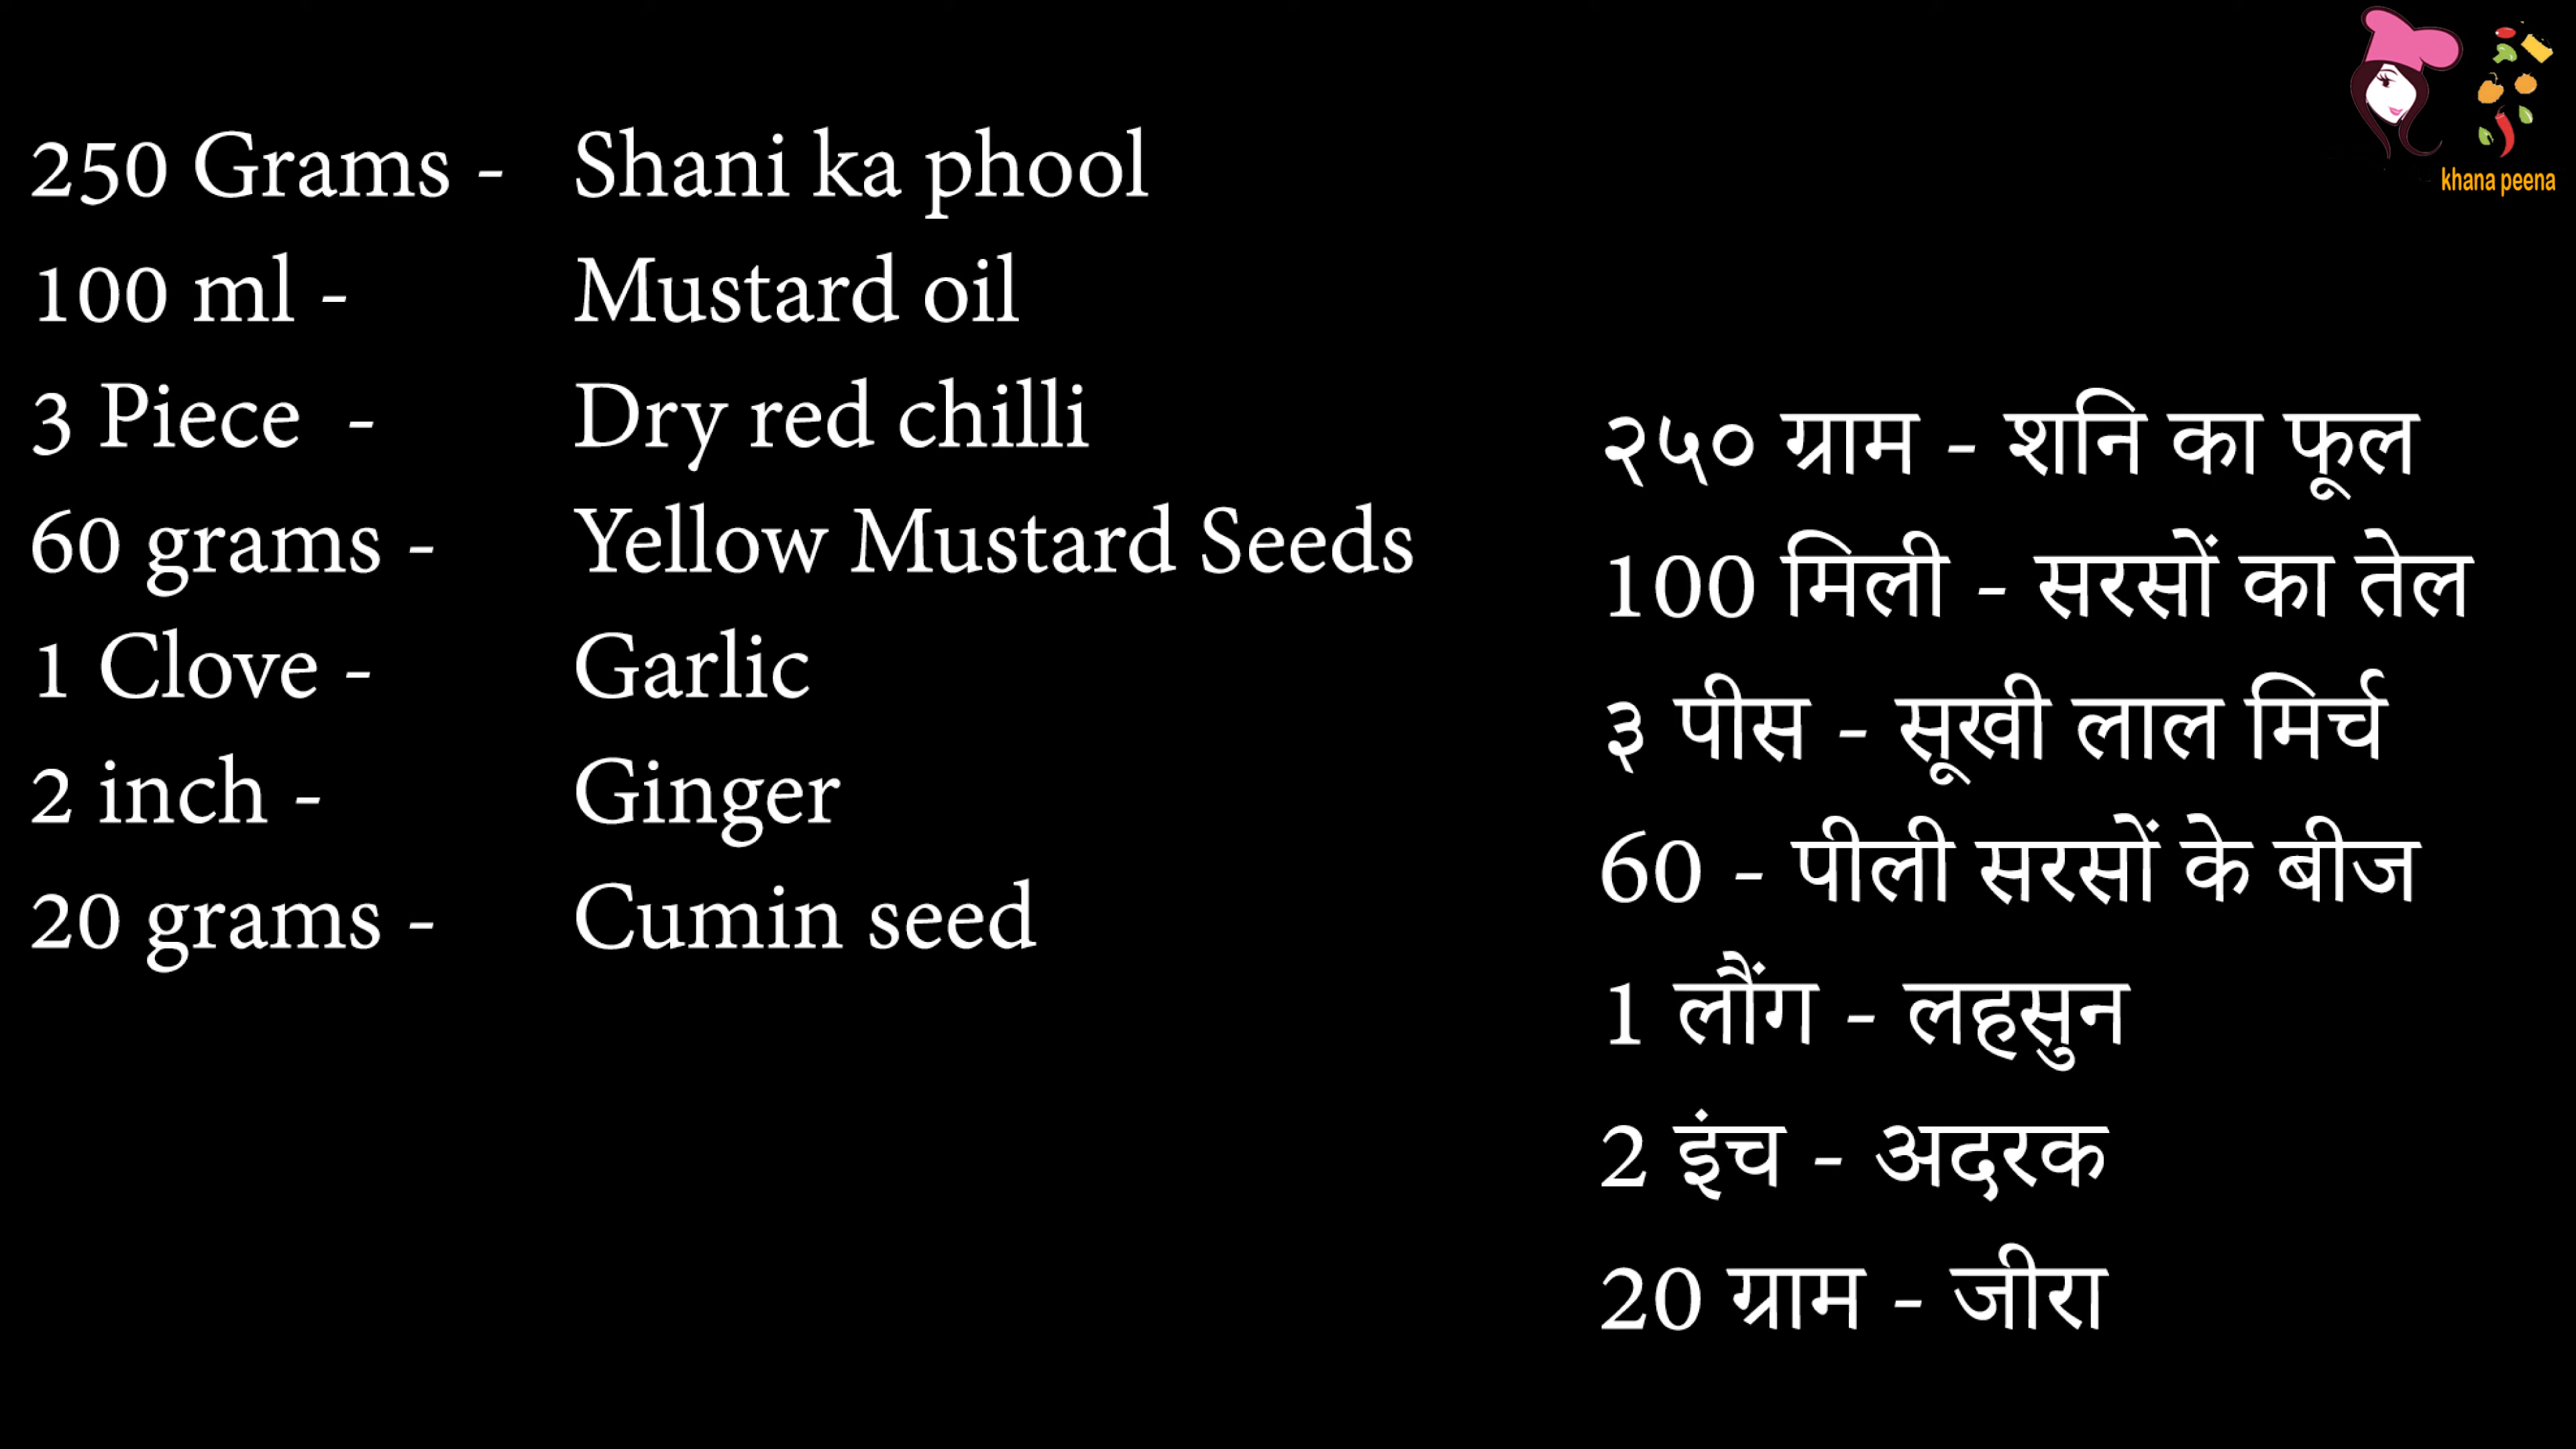 khana peena
250 Grams - Shani ka phool
100 ml - Mustard oil
3 Piece - Dry red chilli
60 grams - Yellow Mustard Seeds
1 Clove - Garlic
2 inch - Ginger
20 grams - Cumin seed
२५० ग्राम - शनि का फूल
100 मिली - सरसों का तेल
३ पीस - सूखी लाल मिर्च
60 - पीली सरसों के बीज
1 लौंग - लहसुन
2 इंच - अदरक
20 ग्राम - जीरा